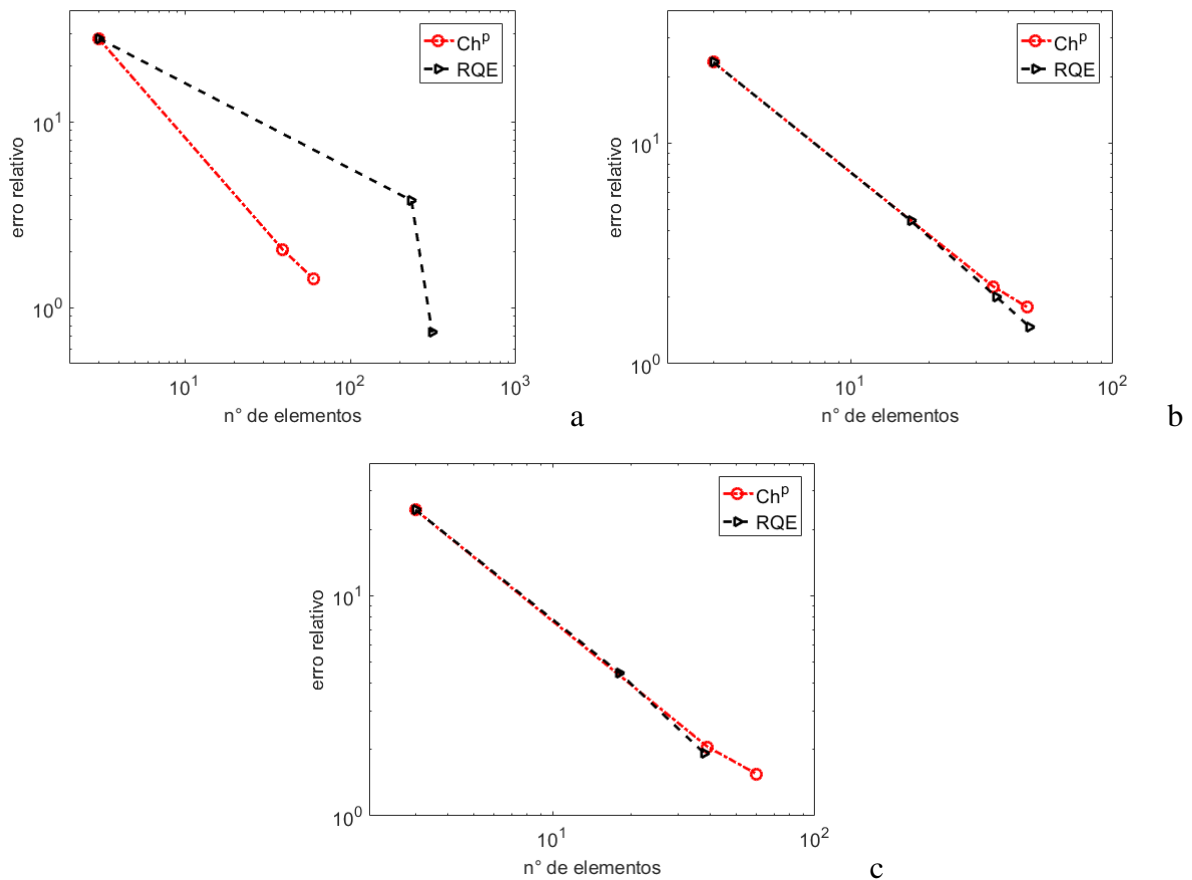 Ch^p
RQE
10^1
10^0
erro relativo
10^1
10^2
10^3
n° de elementos
a
Ch^p
RQE
10^1
10^0
erro relativo
10^1
10^2
n° de elementos
b
Ch^p
RQE
10^1
10^0
erro relativo
10^1
10^2
n° de elementos
c